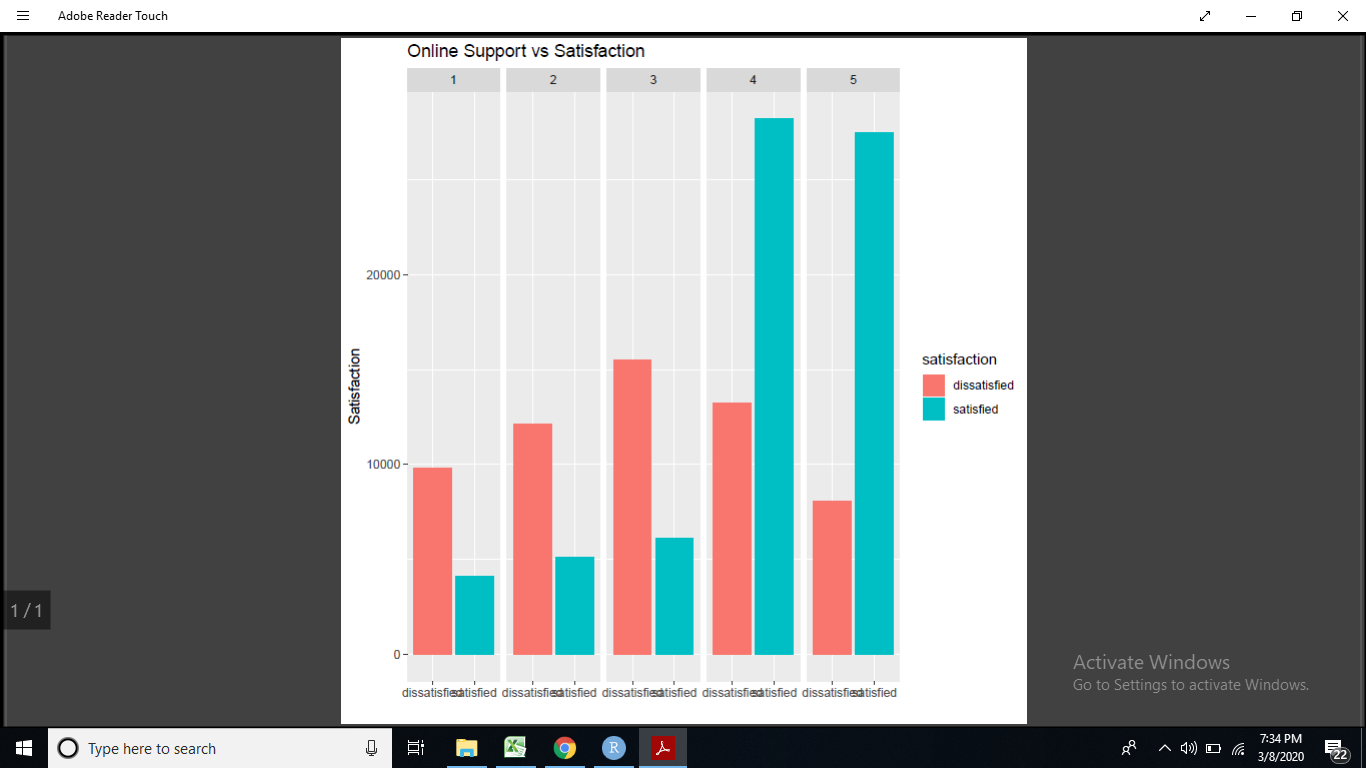 Adobe Reader Touch
Online Support vs Satisfaction
1 2 3 4 5
20000
10000
0
Satisfaction
dissatisfied satisfied dissatisfied satisfied dissatisfied satisfied dissatisfied satisfied dissatisfied satisfied
satisfaction
dissatisfied
satisfied
1 / 1
Activate Windows
Go to Settings to activate Windows.
Type here to search
R
7:34 PM
3/8/2020
22